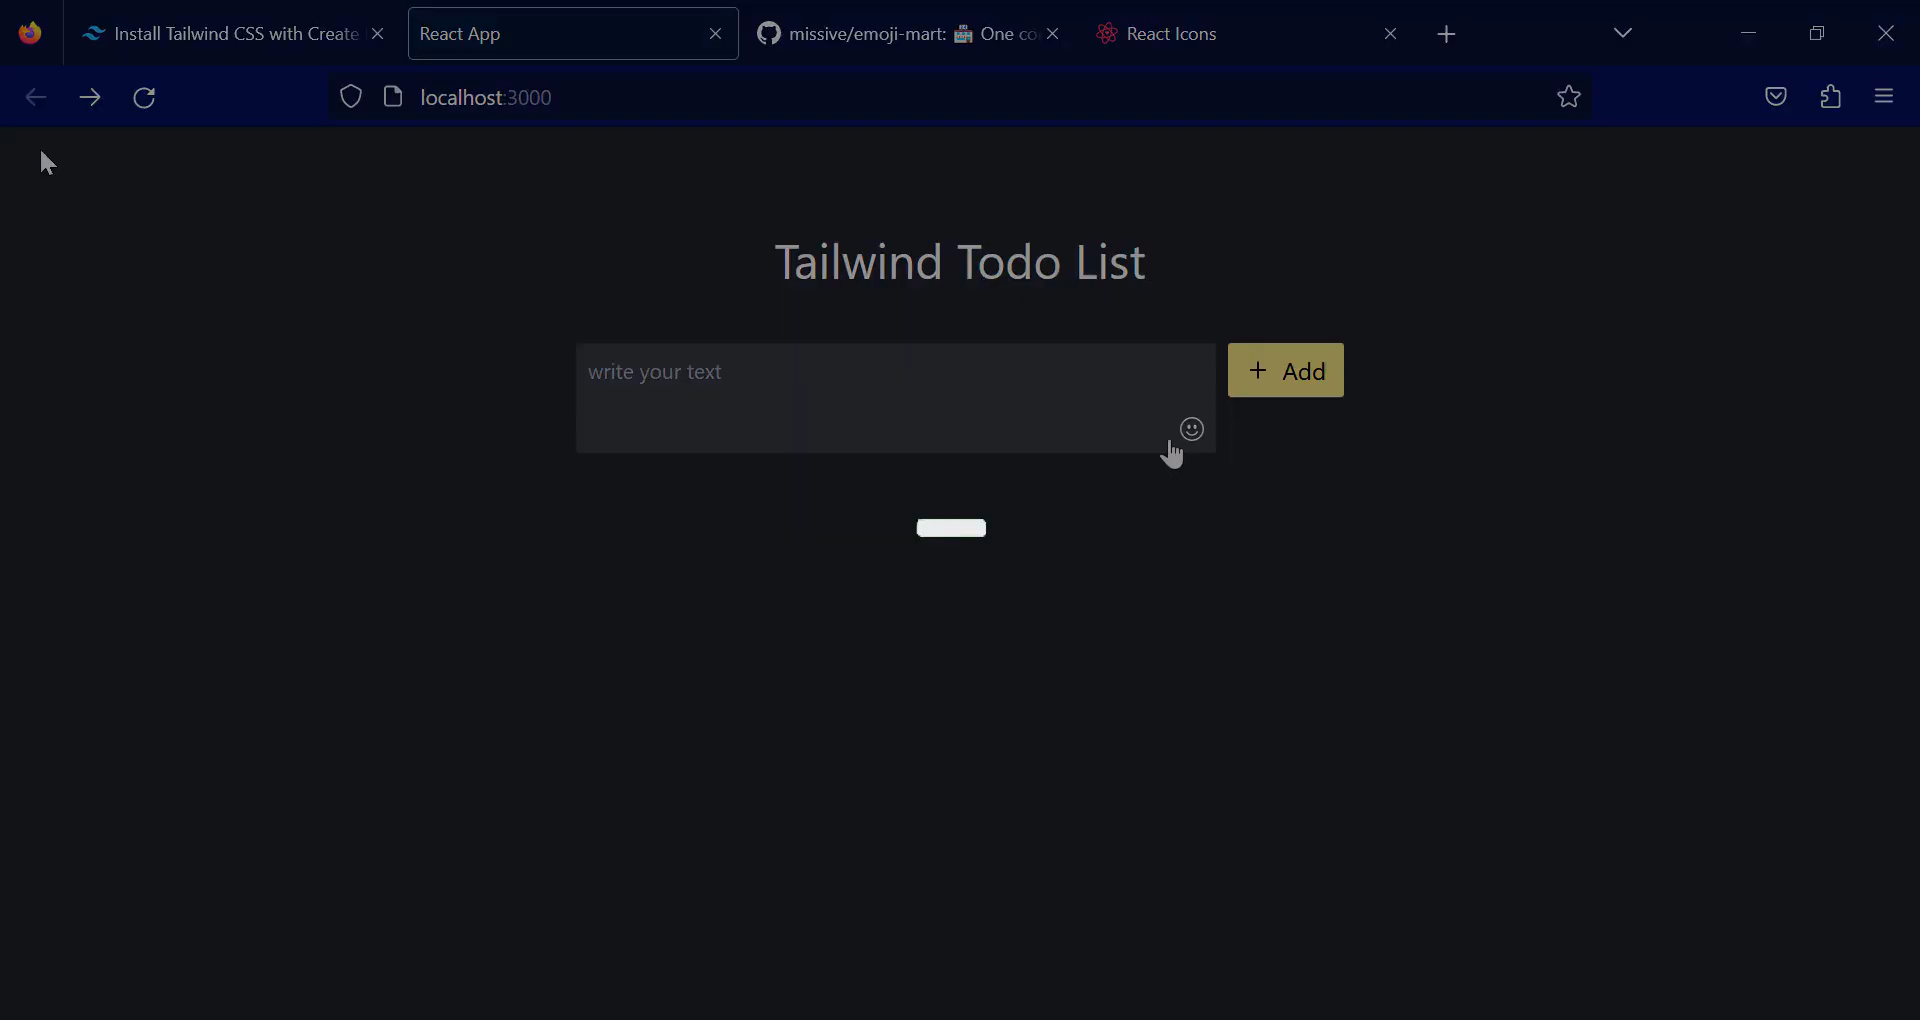 Install Tailwind CSS with Create
React App
missive/emoji-mart: 🏪 One co
React Icons
localhost:3000
Tailwind Todo List
write your text
+ Add